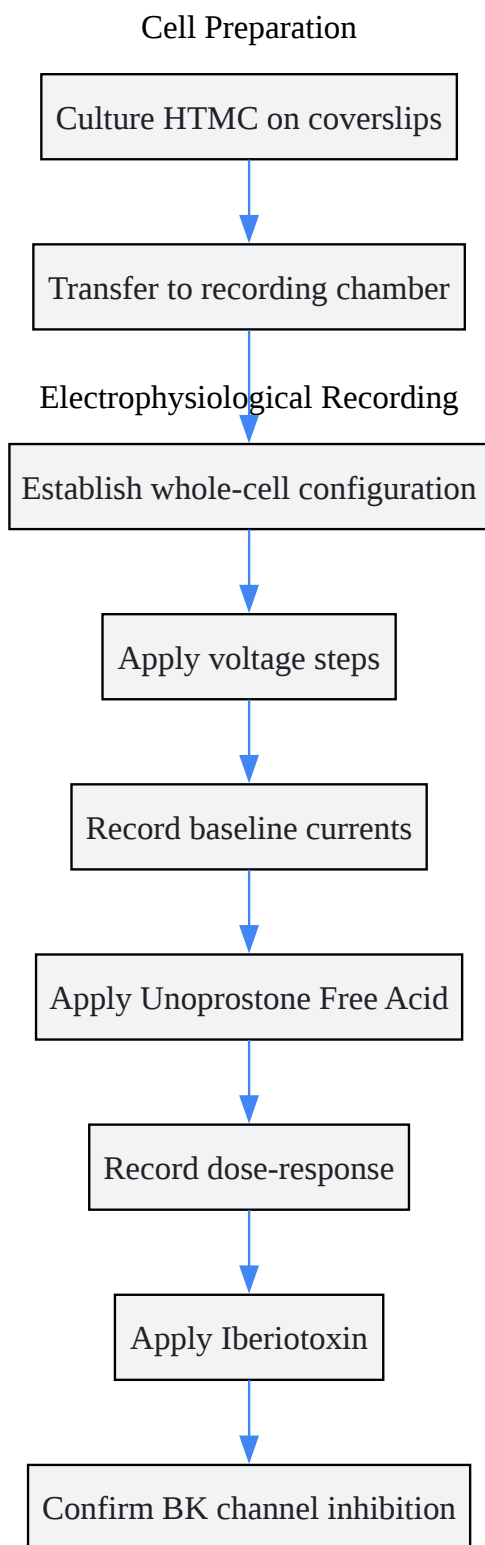 Cell Preparation
Culture HTMC on coverslips
Transfer to recording chamber
Electrophysiological Recording
Establish whole-cell configuration
Apply voltage steps
Record baseline currents
Apply Unoprostone Free Acid
Record dose-response
Apply Iberiotoxin
Confirm BK channel inhibition